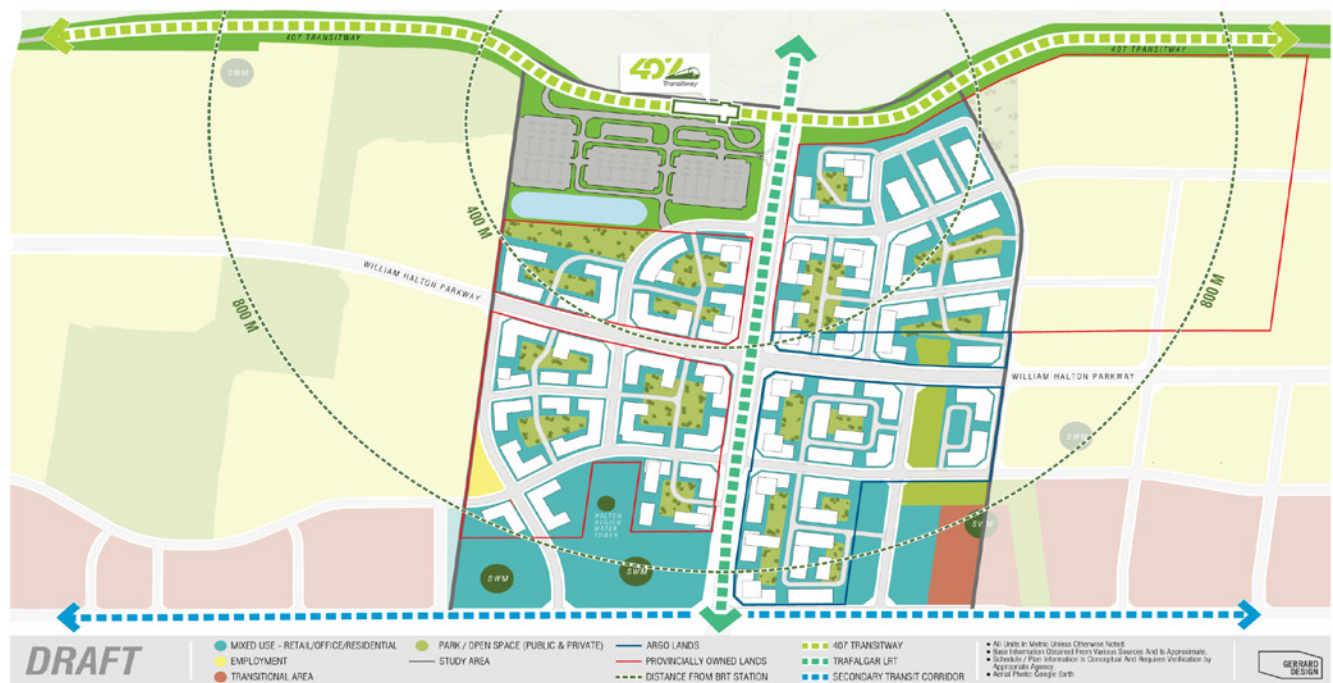 407 TRANSITWAY
407 TRANSITWAY
407
Transitway
SWM
400 M
800 M
800 M
WILLIAM HALTON PARKWAY
WILLIAM HALTON PARKWAY
SWM
HALTON
REGION
WATER
TOWER
SWM
SWM
SWM
DRAFT
MIXED USE - RETAIL/OFFICE/RESIDENTIAL
EMPLOYMENT
TRANSITIONAL AREA
PARK / OPEN SPACE (PUBLIC & PRIVATE)
STUDY AREA
ARGO LANDS
PROVINCIALLY OWNED LANDS
DISTANCE FROM BRT STATION
407 TRANSITWAY
TRAFALGAR LRT
SECONDARY TRANSIT CORRIDOR
• All Units In Metric Unless Otherwise Noted.
• Base Information Obtained From Various Sources And Is Approximate.
• Schedule / Plan Information Is Conceptual And Requires Verification by
Appropriate Agency.
• Aerial Photo: Google Earth
GERRARD
DESIGN